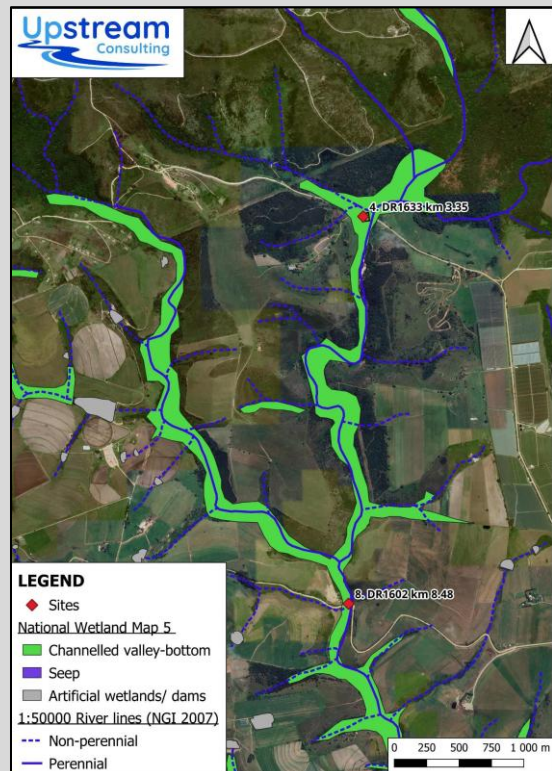 Upstream
Consulting
4. DR1633 km 3.35
8. DR1602 km 8.48
LEGEND
Sites
National Wetland Map 5
Channelled valley-bottom
Seep
Artificial wetlands/ dams
1:50000 River lines (NGI 2007)
Non-perennial
Perennial
0 250 500 750 1 000 m